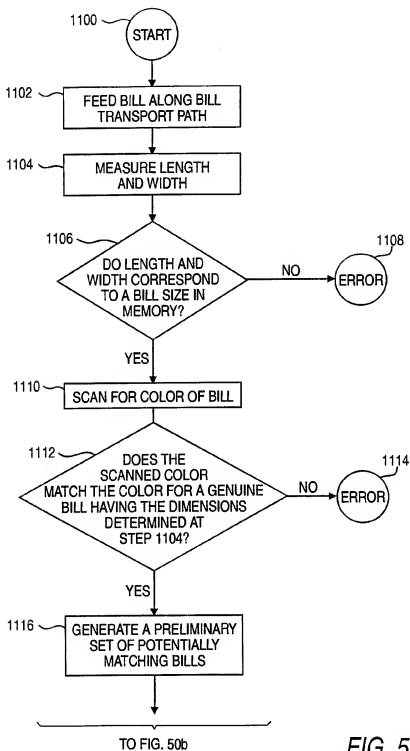 1100
START
1102
FEED BILL ALONG BILL
TRANSPORT PATH
1104
MEASURE LENGTH
AND WIDTH
1106
DO LENGTH AND
WIDTH CORRESPOND
TO A BILL SIZE IN
MEMORY?
NO
1108
ERROR
YES
1110
SCAN FOR COLOR OF BILL
1112
DOES THE
SCANNED COLOR
MATCH THE COLOR FOR A GENUINE
BILL HAVING THE DIMENSIONS
DETERMINED AT
STEP 1104?
NO
1114
ERROR
YES
1116
GENERATE A PRELIMINARY
SET OF POTENTIALLY
MATCHING BILLS
TO FIG. 50b
FIG. 5